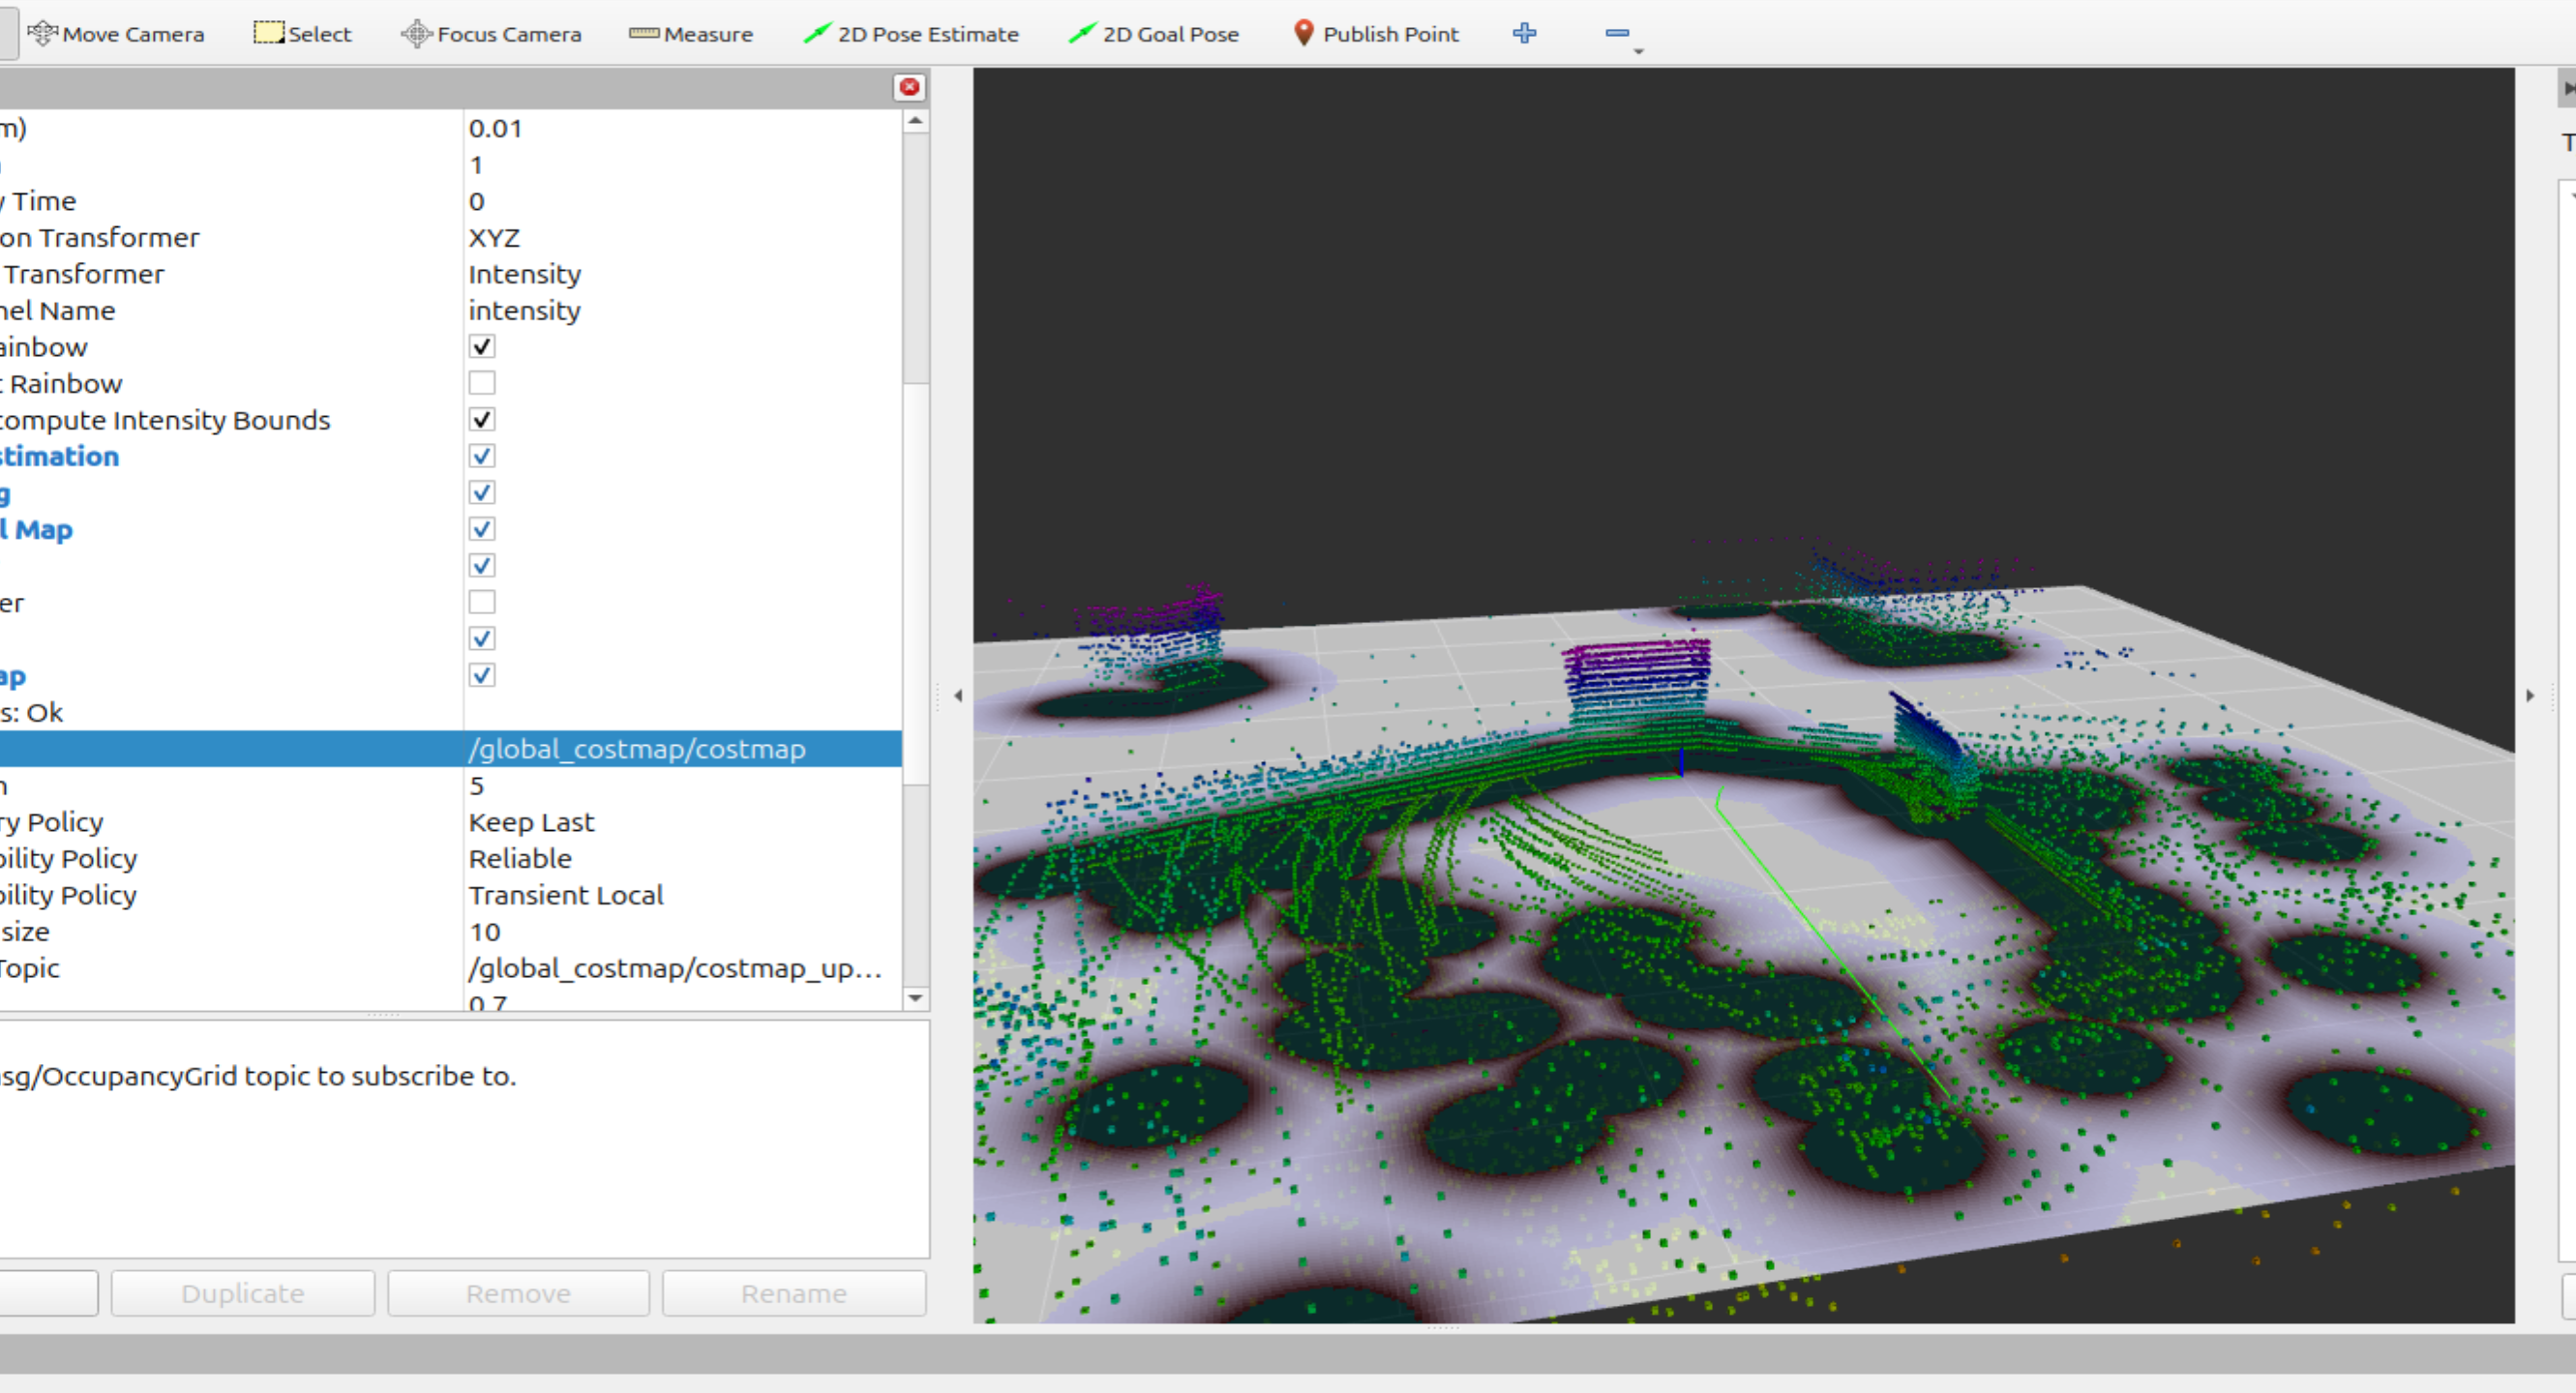 Move Camera Select Focus Camera Measure 2D Pose Estimate 2D Goal Pose Publish Point
m) 0.01
1
Time 0
on Transformer XYZ
Transformer Intensity
nel Name intensity
ainbow
Rainbow
compute Intensity Bounds
stimation
g
l Map
er
ap
s: Ok
/global_costmap/costmap
5
ry Policy Keep Last
bility Policy Reliable
bility Policy Transient Local
size 10
Topic /global_costmap/costmap_up...
0.7
sg/OccupancyGrid topic to subscribe to.
Duplicate Remove Rename